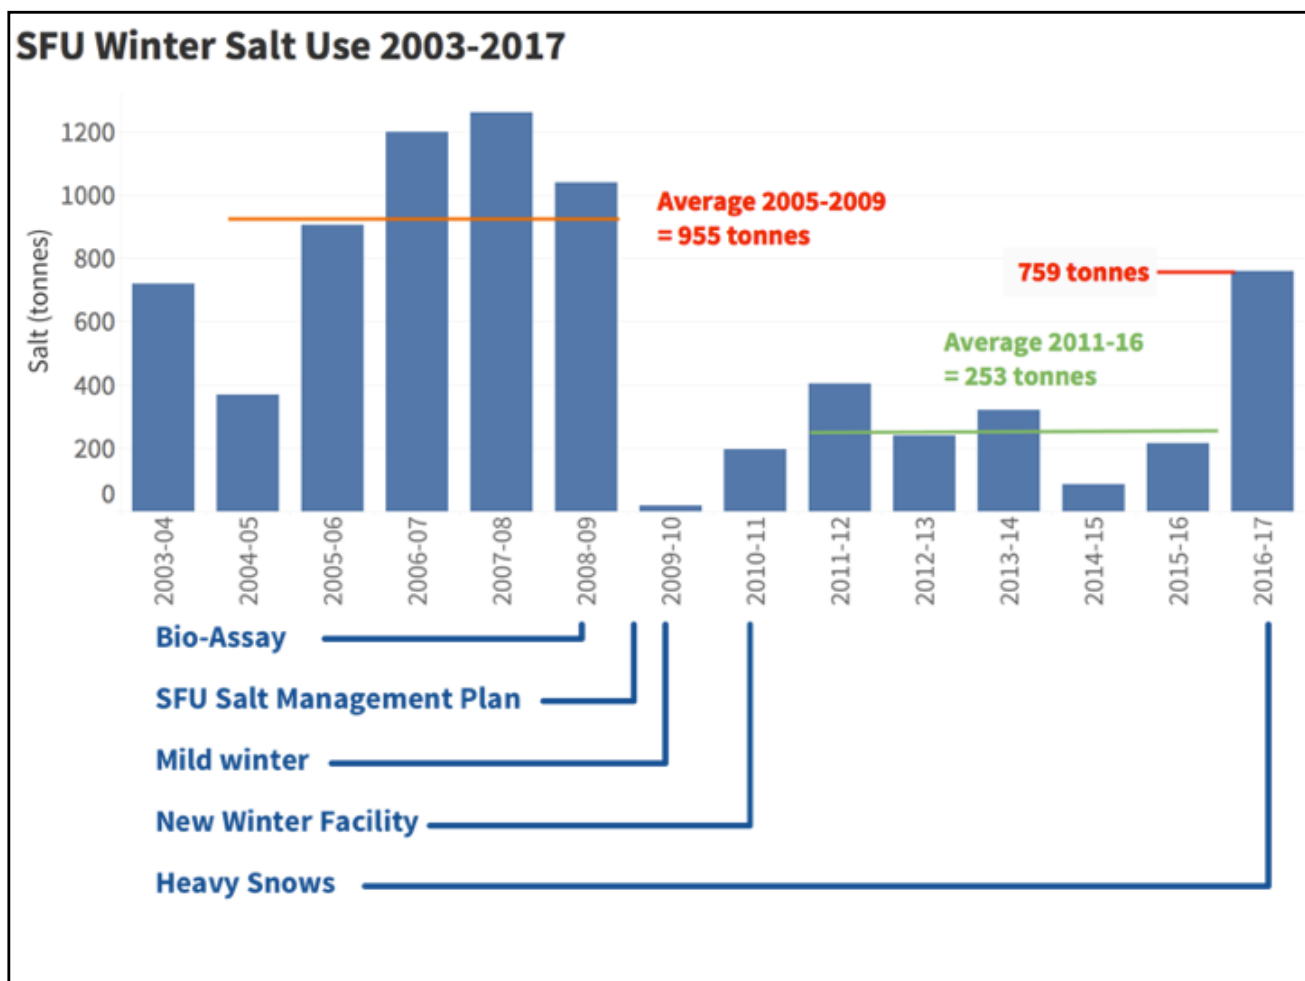 SFU Winter Salt Use 2003-2017
Salt (tonnes)
1200
1000
800
600
400
200
0
Average 2005-2009
= 955 tonnes
759 tonnes
Average 2011-16
= 253 tonnes
2003-04
2004-05
2005-06
2006-07
2007-08
2008-09
2009-10
2010-11
2011-12
2012-13
2013-14
2014-15
2015-16
2016-17
Bio-Assay
SFU Salt Management Plan
Mild winter
New Winter Facility
Heavy Snows